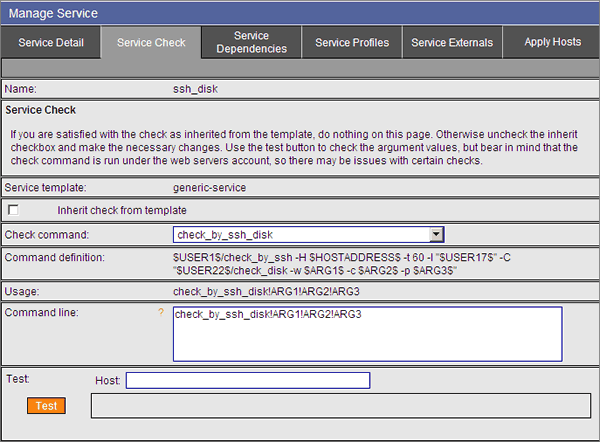 Manage Service
Service Detail
Service Check
Service Dependencies
Service Profiles
Service Externals
Apply Hosts
Name: ssh_disk
Service Check
If you are satisfied with the check as inherited from the template, do nothing on this page. Otherwise uncheck the inherit
checkbox and make the necessary changes. Use the test button to check the argument values, but bear in mind that the
check command is run under the web servers account, so there may be issues with certain checks.
Service template: generic-service
Inherit check from template
Check command: check_by_ssh_disk
Command definition: $USER1$/check_by_ssh -H $HOSTADDRESS$ -t 60 -l "$USER17$" -C
"$USER22$/check_disk -w $ARG1$ -c $ARG2$ -p $ARG3$"
Usage: check_by_ssh_disk!ARG1!ARG2!ARG3
Command line: ? check_by_ssh_disk!ARG1!ARG2!ARG3
Test: Host:
Test